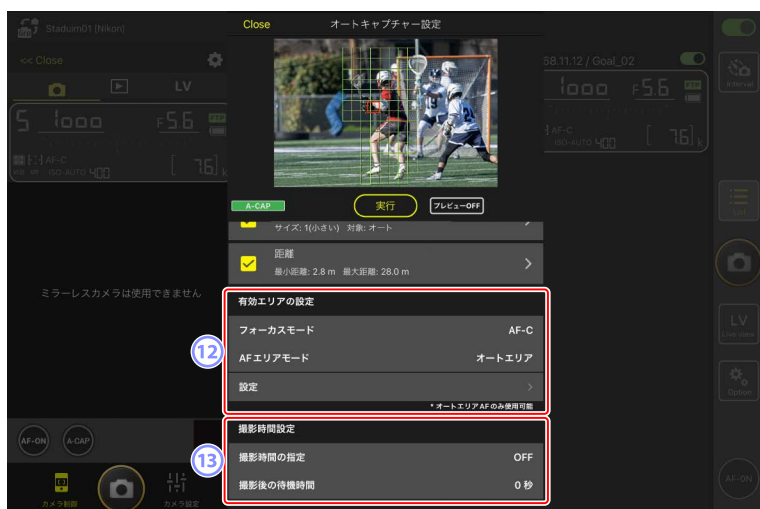 Stadium01 (Nikon)
<< Close
LV
5 1000 F5.6 FTP
AF-C
ISO-AUTO 400 [ 7.6] k
ミラーレスカメラは使用できません
AF-ON A-CAP
カメラ制御
カメラ設定
Close オートキャプチャー設定
A-CAP 実行 プレビューOFF
サイズ: 1(小さい) 対象: オート
距離
最小距離: 2.8 m 最大距離: 28.0 m
12
有効エリアの設定
フォーカスモード AF-C
AFエリアモード オートエリア
設定
* オートエリア AF のみ使用可能
13
撮影時間設定
撮影時間の指定 OFF
撮影後の待機時間 0 秒
58.11.12 / Goal_02
1000 F5.6 FTP
AF-C
ISO-AUTO 400 [ 7.6] k
Interval
List
LV
Live view
Option
AF-ON